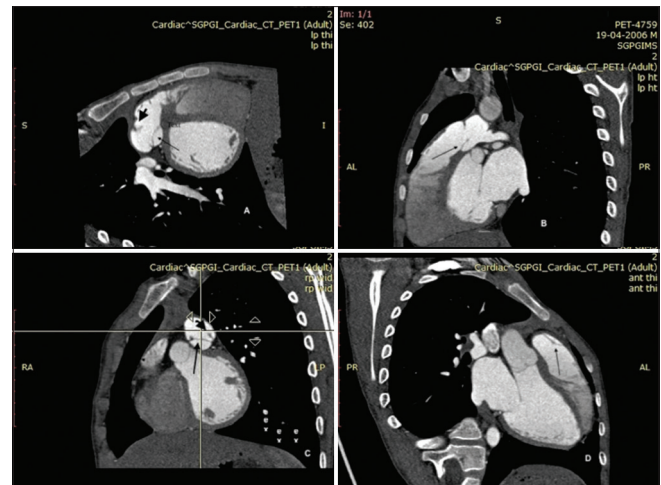 2
Cardiac^SGPGI_Cardiac_CT_PET1 (Adult)
lp thi
lp thi
S
I
A
Im: 1/1
Se: 402
S
PET-4759
19-04-2006 M
SGPGIMS
2
Cardiac^SGPGI_Cardiac_CT_PET1 (Adult)
lp ht
lp ht
AL
PR
B
2
Cardiac^SGPGI_Cardiac_CT_PET1 (Adult)
RA
LP
C
2
Cardiac^SGPGI_Cardiac_CT_PET1 (Adult)
ant thi
ant thi
PR
AL
D